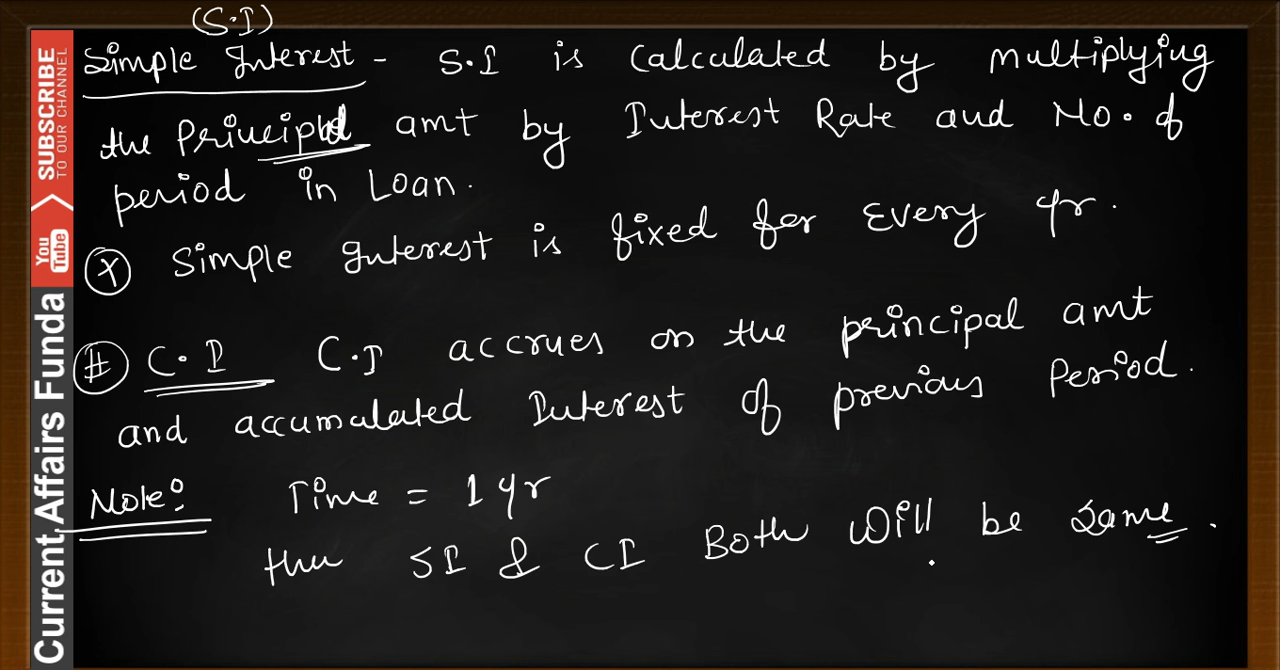 (S.I)
Simple Interest - S.I is calculated by multiplying
the Principal amt by Interest Rate and No. of
period in Loan.
Simple Interest is fixed for Every yr.
# C.I C.I accrues on the principal amt
and accumulated Interest of previous Period.
Note: Time = 1 yr
then SI & CI Both will be same.
SUBSCRIBE
TO OUR CHANNEL
You
Tube
Current Affairs Funda